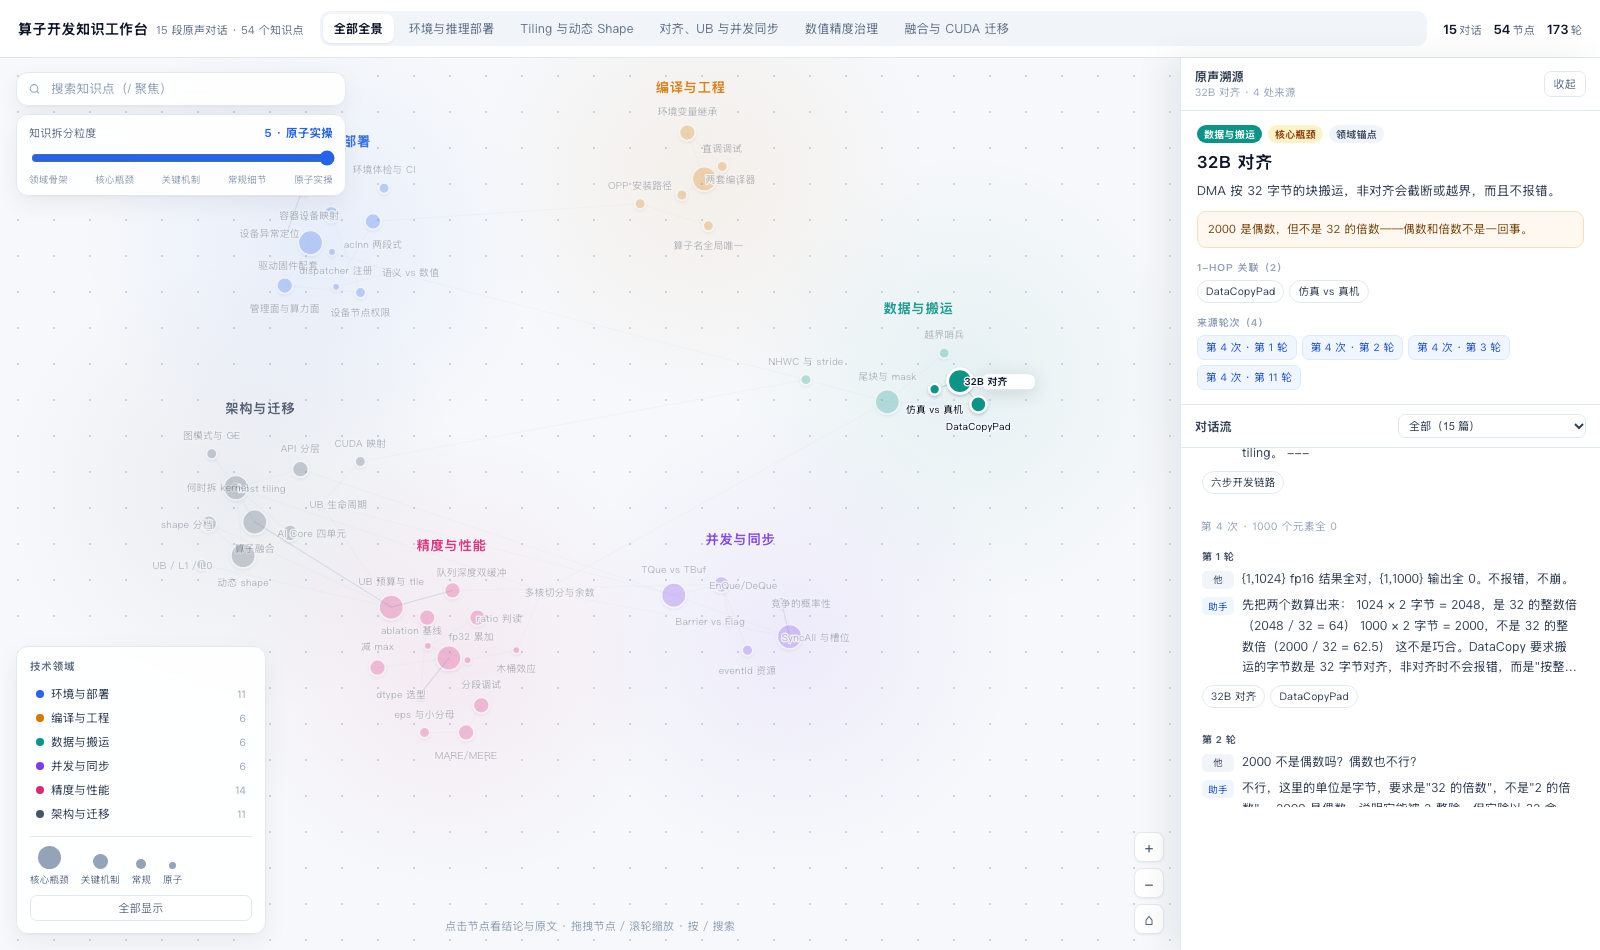 算子开发知识工作台
15 段原声对话 · 54 个知识点
全部全景
环境与推理部署
Tiling 与动态 Shape
对齐、UB 与并发同步
数值精度治理
融合与 CUDA 迁移
15 对话
54 节点
173 轮
搜索知识点（/ 聚焦）
知识拆分粒度
5 · 原子实操
领域骨架
核心瓶颈
关键机制
常规细节
原子实操
部署
环境体检与 CI
容器设备映射
设备异常定位
aclnn 两段式
驱动固件配套
dispatcher 注册
语义 vs 数值
管理面与算力面
设备节点权限
编译与工程
环境变量继承
直调调试
两套编译器
OPP 安装路径
算子名全局唯一
数据与搬运
越界哨兵
NHWC 与 stride
尾块与 mask
32B 对齐
仿真 vs 真机
DataCopyPad
架构与迁移
图模式与 GE
API 分层
CUDA 映射
何时拆 kernel
host tiling
UB 生命周期
shape 分档
AI Core 四单元
算子融合
UB / L1 / L0
动态 shape
精度与性能
队列深度双缓冲
UB 预算与 tile
多核切分与余数
ablation 基线
ratio 判读
fp32 累加
减 max
木桶效应
分段调试
dtype 选型
eps 与小分母
MARE/MERE
并发与同步
TQue vs TBuf
EnQue/DeQue
竞争的概率性
Barrier vs Flag
SyncAll 与槽位
eventId 资源
技术领域
环境与部署 11
编译与工程 6
数据与搬运 6
并发与同步 6
精度与性能 14
架构与迁移 11
核心瓶颈
关键机制
常规
原子
全部显示
点击节点看结论与原文 · 拖拽节点 / 滚轮缩放 · 按 / 搜索
+
−
⌂
原声溯源
32B 对齐 · 4 处来源
收起
数据与搬运
核心瓶颈
领域锚点
32B 对齐
DMA 按 32 字节的块搬运，非对齐会截断或越界，而且不报错。
2000 是偶数，但不是 32 的倍数——偶数和倍数不是一回事。
1-HOP 关联（2）
DataCopyPad
仿真 vs 真机
来源轮次（4）
第 4 次 · 第 1 轮
第 4 次 · 第 2 轮
第 4 次 · 第 3 轮
第 4 次 · 第 11 轮
对话流
全部（15 篇）
tiling。 ---
六步开发链路
第 4 次 · 1000 个元素全 0
第 1 轮
他
{1,1024} fp16 结果全对，{1,1000} 输出全 0。不报错，不崩。
助手
先把两个数算出来： 1024 × 2 字节 = 2048，是 32 的整数倍
（2048 / 32 = 64） 1000 × 2 字节 = 2000，不是 32 的整
数倍（2000 / 32 = 62.5） 这不是巧合。DataCopy 要求搬
运的字节数是 32 字节对齐，非对齐时不会报错，而是"按整...
32B 对齐
DataCopyPad
第 2 轮
他
2000 不是偶数吗？偶数也不行？
助手
不行，这里的单位是字节，要求是"32 的倍数"，不是"2 的倍